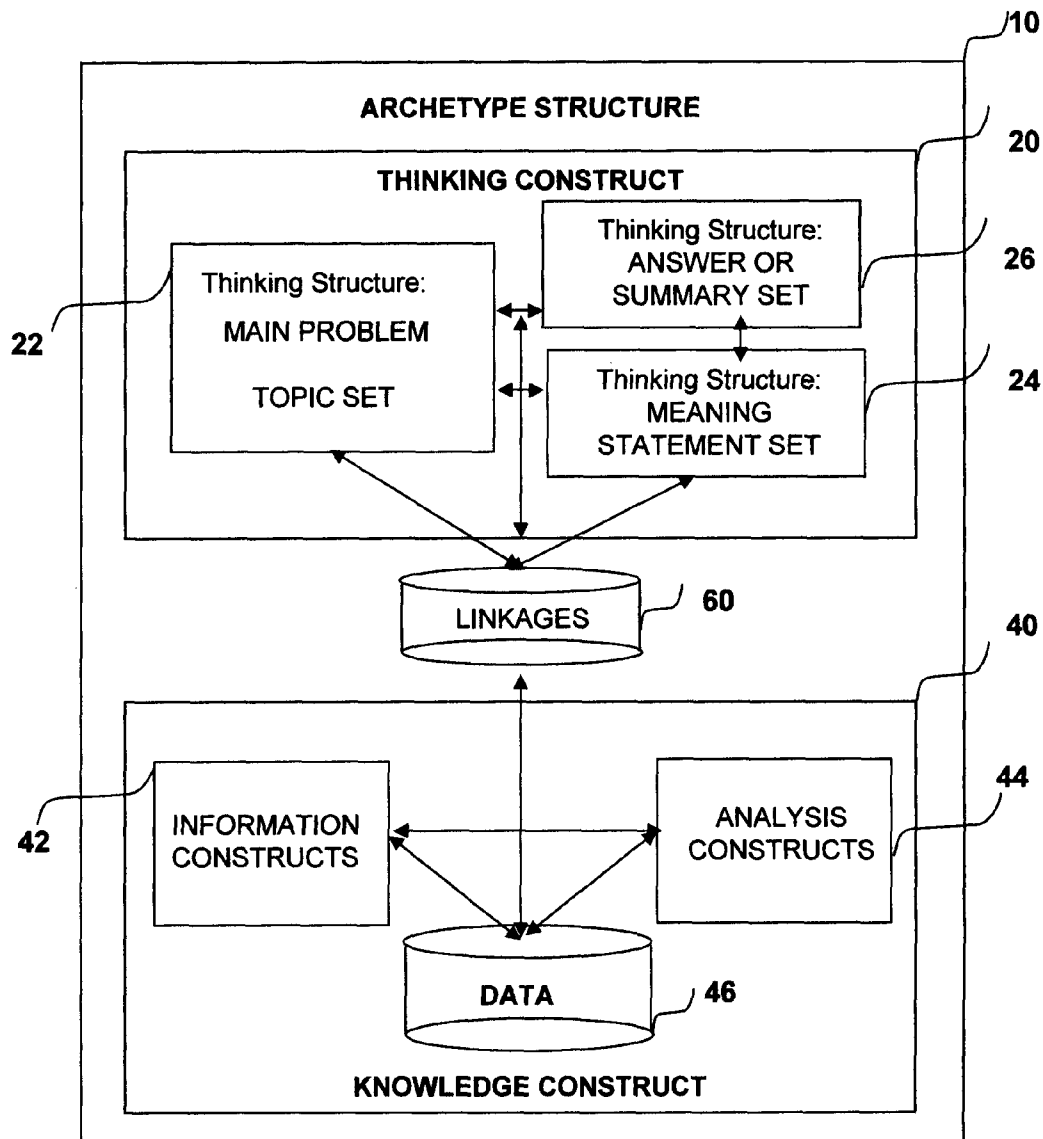 10
ARCHETYPE STRUCTURE
20
THINKING CONSTRUCT
Thinking Structure:
ANSWER OR
SUMMARY SET
26
Thinking Structure:
MAIN PROBLEM
TOPIC SET
22
Thinking Structure:
MEANING
STATEMENT SET
24
LINKAGES
60
40
INFORMATION
CONSTRUCTS
42
ANALYSIS
CONSTRUCTS
44
DATA
46
KNOWLEDGE CONSTRUCT